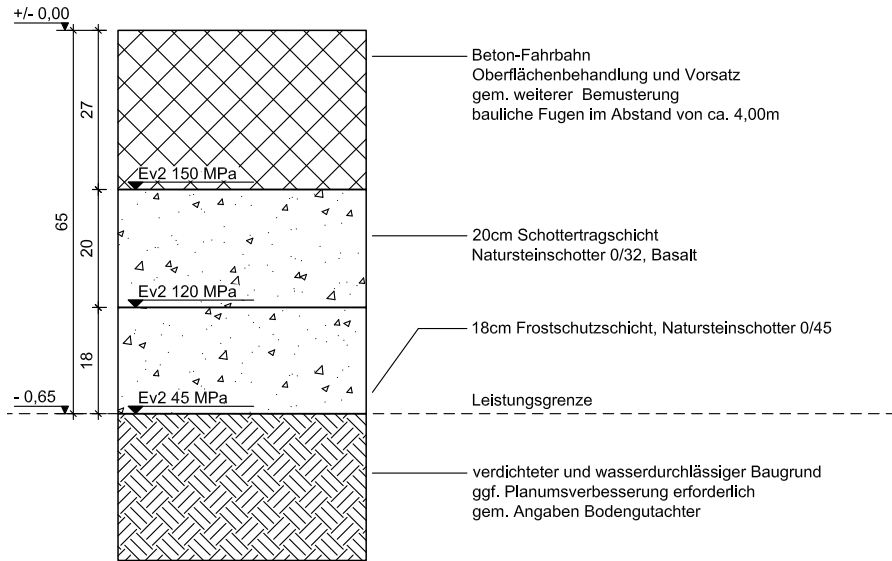 +/- 0,00
Beton-Fahrbahn
Oberflächenbehandlung und Vorsatz
gem. weiterer Bemusterung
bauliche Fugen im Abstand von ca. 4,00m
27
Ev2 150 MPa
65
20
20cm Schottertragschicht
Natursteinschotter 0/32, Basalt
Ev2 120 MPa
18
18cm Frostschutzschicht, Natursteinschotter 0/45
- 0,65
Ev2 45 MPa
Leistungsgrenze
verdichteter und wasserdurchlässiger Baugrund
ggf. Planumsverbesserung erforderlich
gem. Angaben Bodengutachter